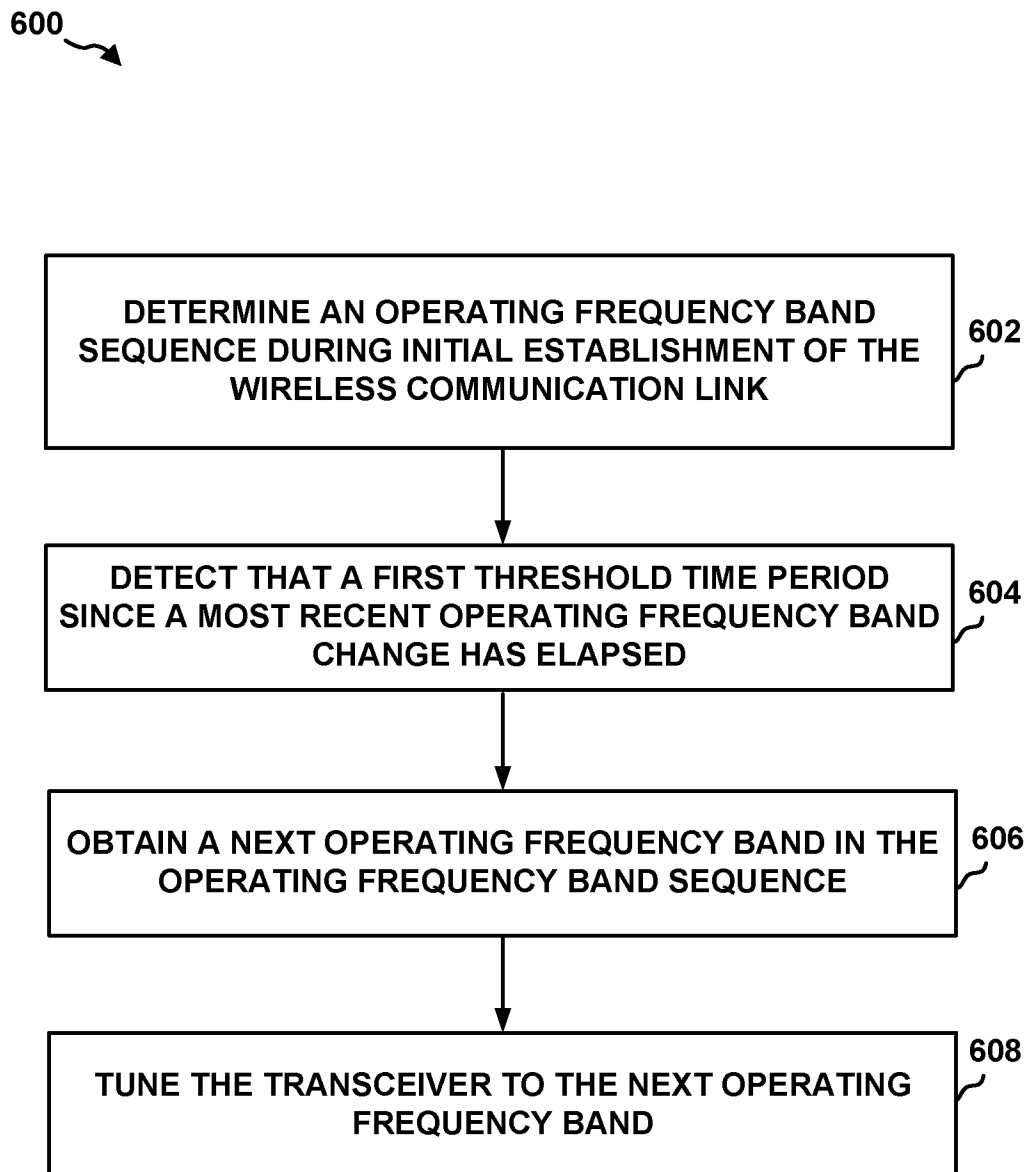 600
DETERMINE AN OPERATING FREQUENCY BAND
SEQUENCE DURING INITIAL ESTABLISHMENT OF THE
WIRELESS COMMUNICATION LINK
602
DETECT THAT A FIRST THRESHOLD TIME PERIOD
SINCE A MOST RECENT OPERATING FREQUENCY BAND
CHANGE HAS ELAPSED
604
OBTAIN A NEXT OPERATING FREQUENCY BAND IN THE
OPERATING FREQUENCY BAND SEQUENCE
606
TUNE THE TRANSCEIVER TO THE NEXT OPERATING
FREQUENCY BAND
608